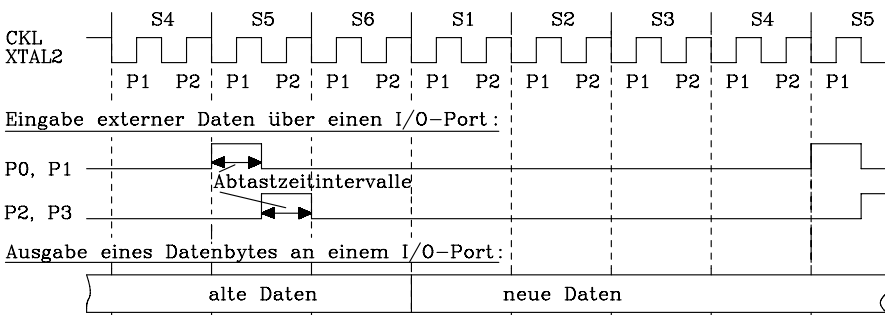 S4 S5 S6 S1 S2 S3 S4 S5
CKL
XTAL2
P1 P2 P1 P2 P1 P2 P1 P2 P1 P2 P1 P2 P1 P2 P1
Eingabe externer Daten über einen I/O-Port:
P0, P1
Abtastzeitintervalle
P2, P3
Ausgabe eines Datenbytes an einem I/O-Port:
alte Daten neue Daten